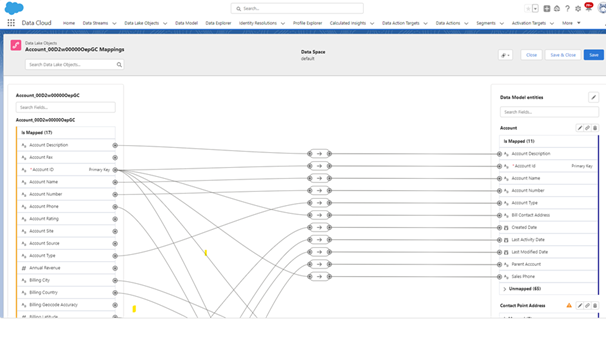 Search...
Data Cloud
Home
Data Streams
Data Lake Objects
Data Model
Data Explorer
Identity Resolutions
Profile Explorer
Calculated Insights
Data Action Targets
Data Actions
Segments
Activation Targets
More
Data Lake Objects
Account_00D2w00000OepGC Mappings
Data Space
default
Search Data Lake Objects...
Close
Save & Close
Save
Account_00D2w00000OepGC
Search Fields...
Account_00D2w00000OepGC
Is Mapped (17)
Account Description
Account Fax
* Account ID Primary Key
Account Name
Account Number
Account Phone
Account Rating
Account Site
Account Source
Account Type
Annual Revenue
Billing City
Billing Country
Billing Geocode Accuracy
Billing Latitude
Data Model entities
Search Fields...
Account
Is Mapped (11)
Account Description
* Account Id Primary Key
Account Name
Account Number
Account Type
Bill Contact Address
Created Date
Last Activity Date
Last Modified Date
Parent Account
Sales Phone
Unmapped (83)
Contact Point Address